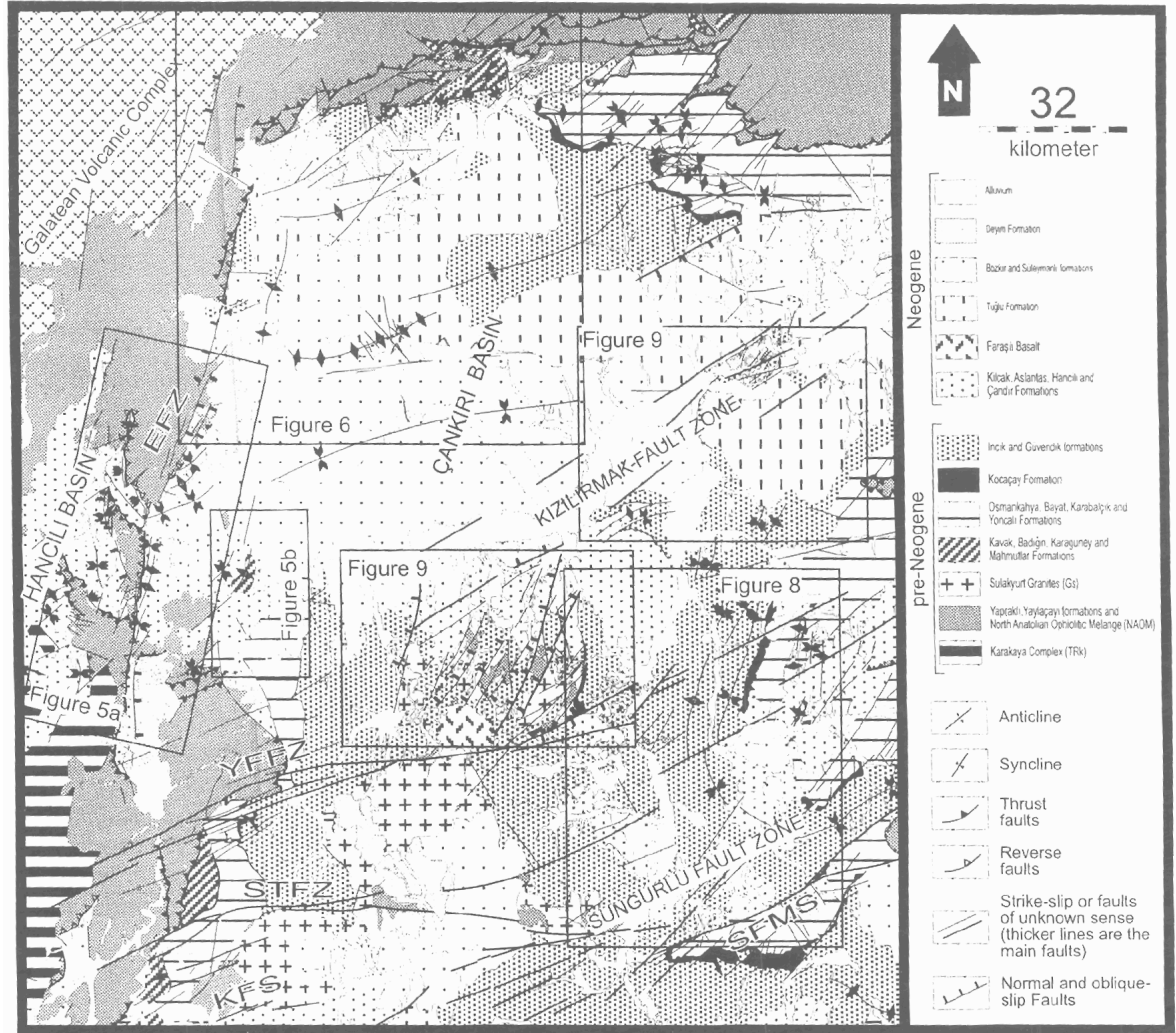 Galatean Volcanic Complex
EFZ
HANCILI BASIN
Figure 5a
Figure 6
ÇANKIRI BASIN
Figure 9
KIZILIRMAK-FAULT ZONE
Figure 5b
Figure 9
Figure 8
YFFZ
STFZ
KFS
SUNGURLU FAULT ZONE
SFMS
N
32
kilometer
Neogene
Alluvium
Deyim Formation
Bozkır and Süleymanlı formations
Tuğlu Formation
Faraşlı Basalt
Kılçak, Aslantaş, Hancılı and
Çandır Formations
pre-Neogene
İncik and Güvendik formations
Kocaçay Formation
Osmankahya, Bayat, Karabalçık and
Yoncalı Formations
Kavak, Badiğin, Karagüney and
Mahmutlar Formations
Sulakyurt Granites (Gs)
Yapraklı, Yaylaçayı formations and
North Anatolian Ophiolitic Melange (NAOM)
Karakaya Complex (TRk)
Anticline
Syncline
Thrust
faults
Reverse
faults
Strike-slip or faults
of unknown sense
(thicker lines are the
main faults)
Normal and oblique-
slip Faults